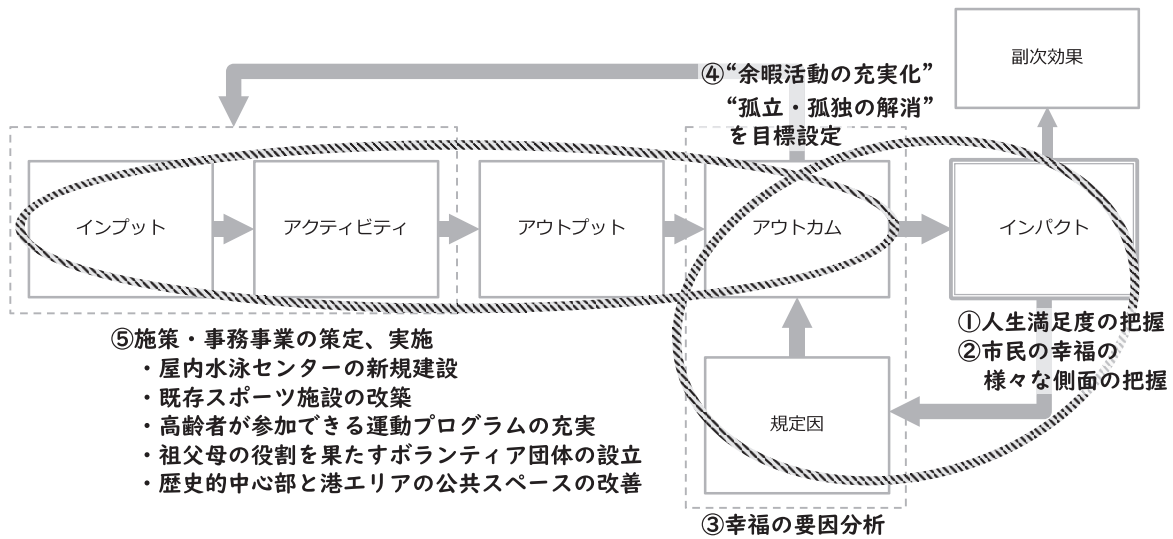 副次効果
④“余暇活動の充実化”
“孤立・孤独の解消”
を目標設定
インプット
アクティビティ
アウトプット
アウトカム
インパクト
①人生満足度の把握
②市民の幸福の
様々な側面の把握
⑤施策・事務事業の策定、実施
・屋内水泳センターの新規建設
・既存スポーツ施設の改築
・高齢者が参加できる運動プログラムの充実
・祖父母の役割を果たすボランティア団体の設立
・歴史的中心部と港エリアの公共スペースの改善
規定因
③幸福の要因分析